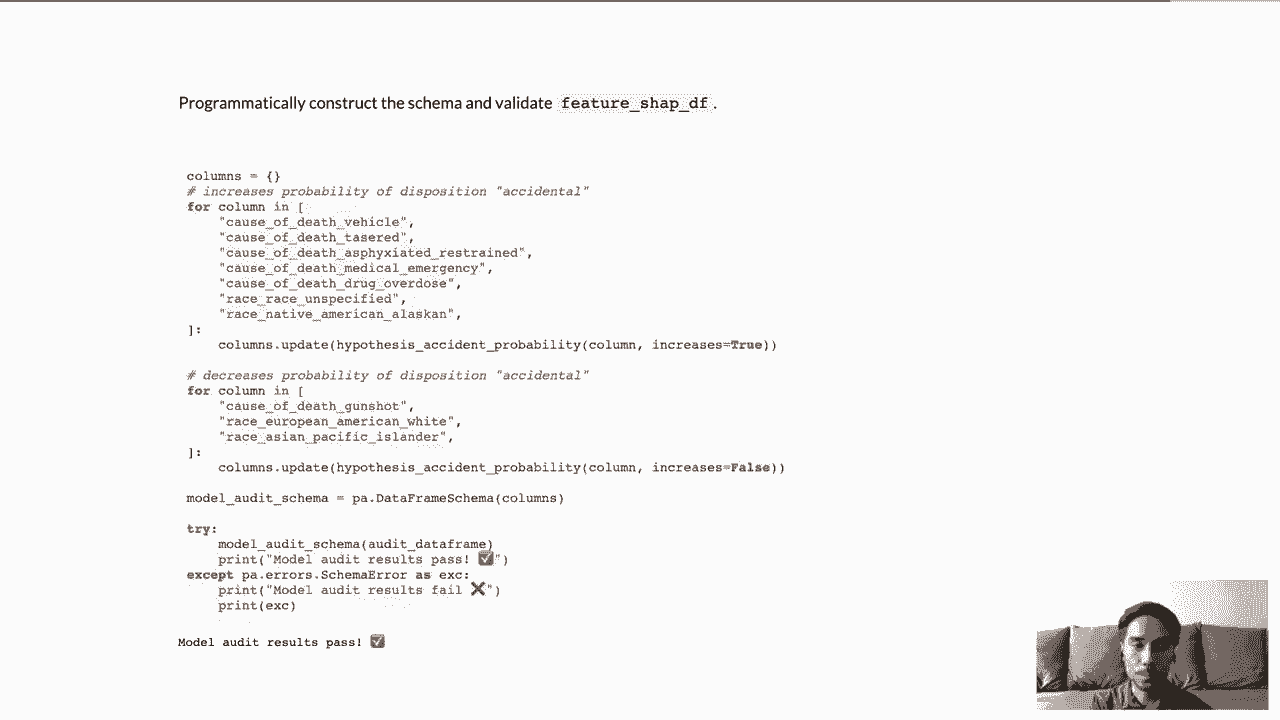 Programmatically construct the schema and validate feature_shap_df.
columns = {}
# increases probability of disposition "accidental"
for column in [
    "cause_of_death_vehicle",
    "cause_of_death_tasered",
    "cause_of_death_asphyxiated_restrained",
    "cause_of_death_medical_emergency",
    "cause_of_death_drug_overdose",
    "race_race_unspecified",
    "race_native_american_alaskan",
]:
    columns.update(hypothesis_accident_probability(column, increases=True))
# decreases probability of disposition "accidental"
for column in [
    "cause_of_death_gunshot",
    "race_european_american_white",
    "race_asian_pacific_islander",
]:
    columns.update(hypothesis_accident_probability(column, increases=False))
model_audit_schema = pa.DataFrameSchema(columns)
try:
    model_audit_schema(audit_dataframe)
    print("Model audit results pass! ✅")
except pa.errors.SchemaError as exc:
    print("Model audit results fail ❌")
    print(exc)
Model audit results pass! ✅